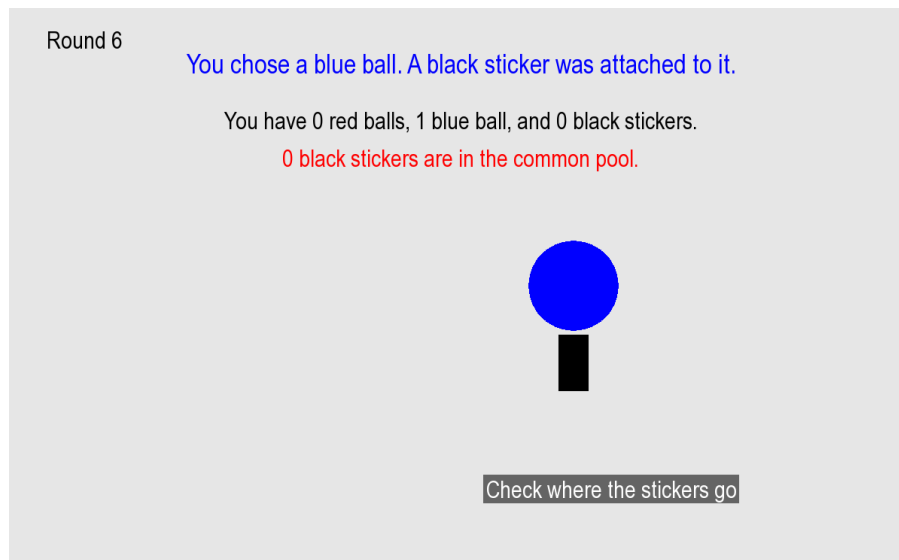 Round 6
You chose a blue ball. A black sticker was attached to it.
You have 0 red balls, 1 blue ball, and 0 black stickers.
0 black stickers are in the common pool.
Check where the stickers go